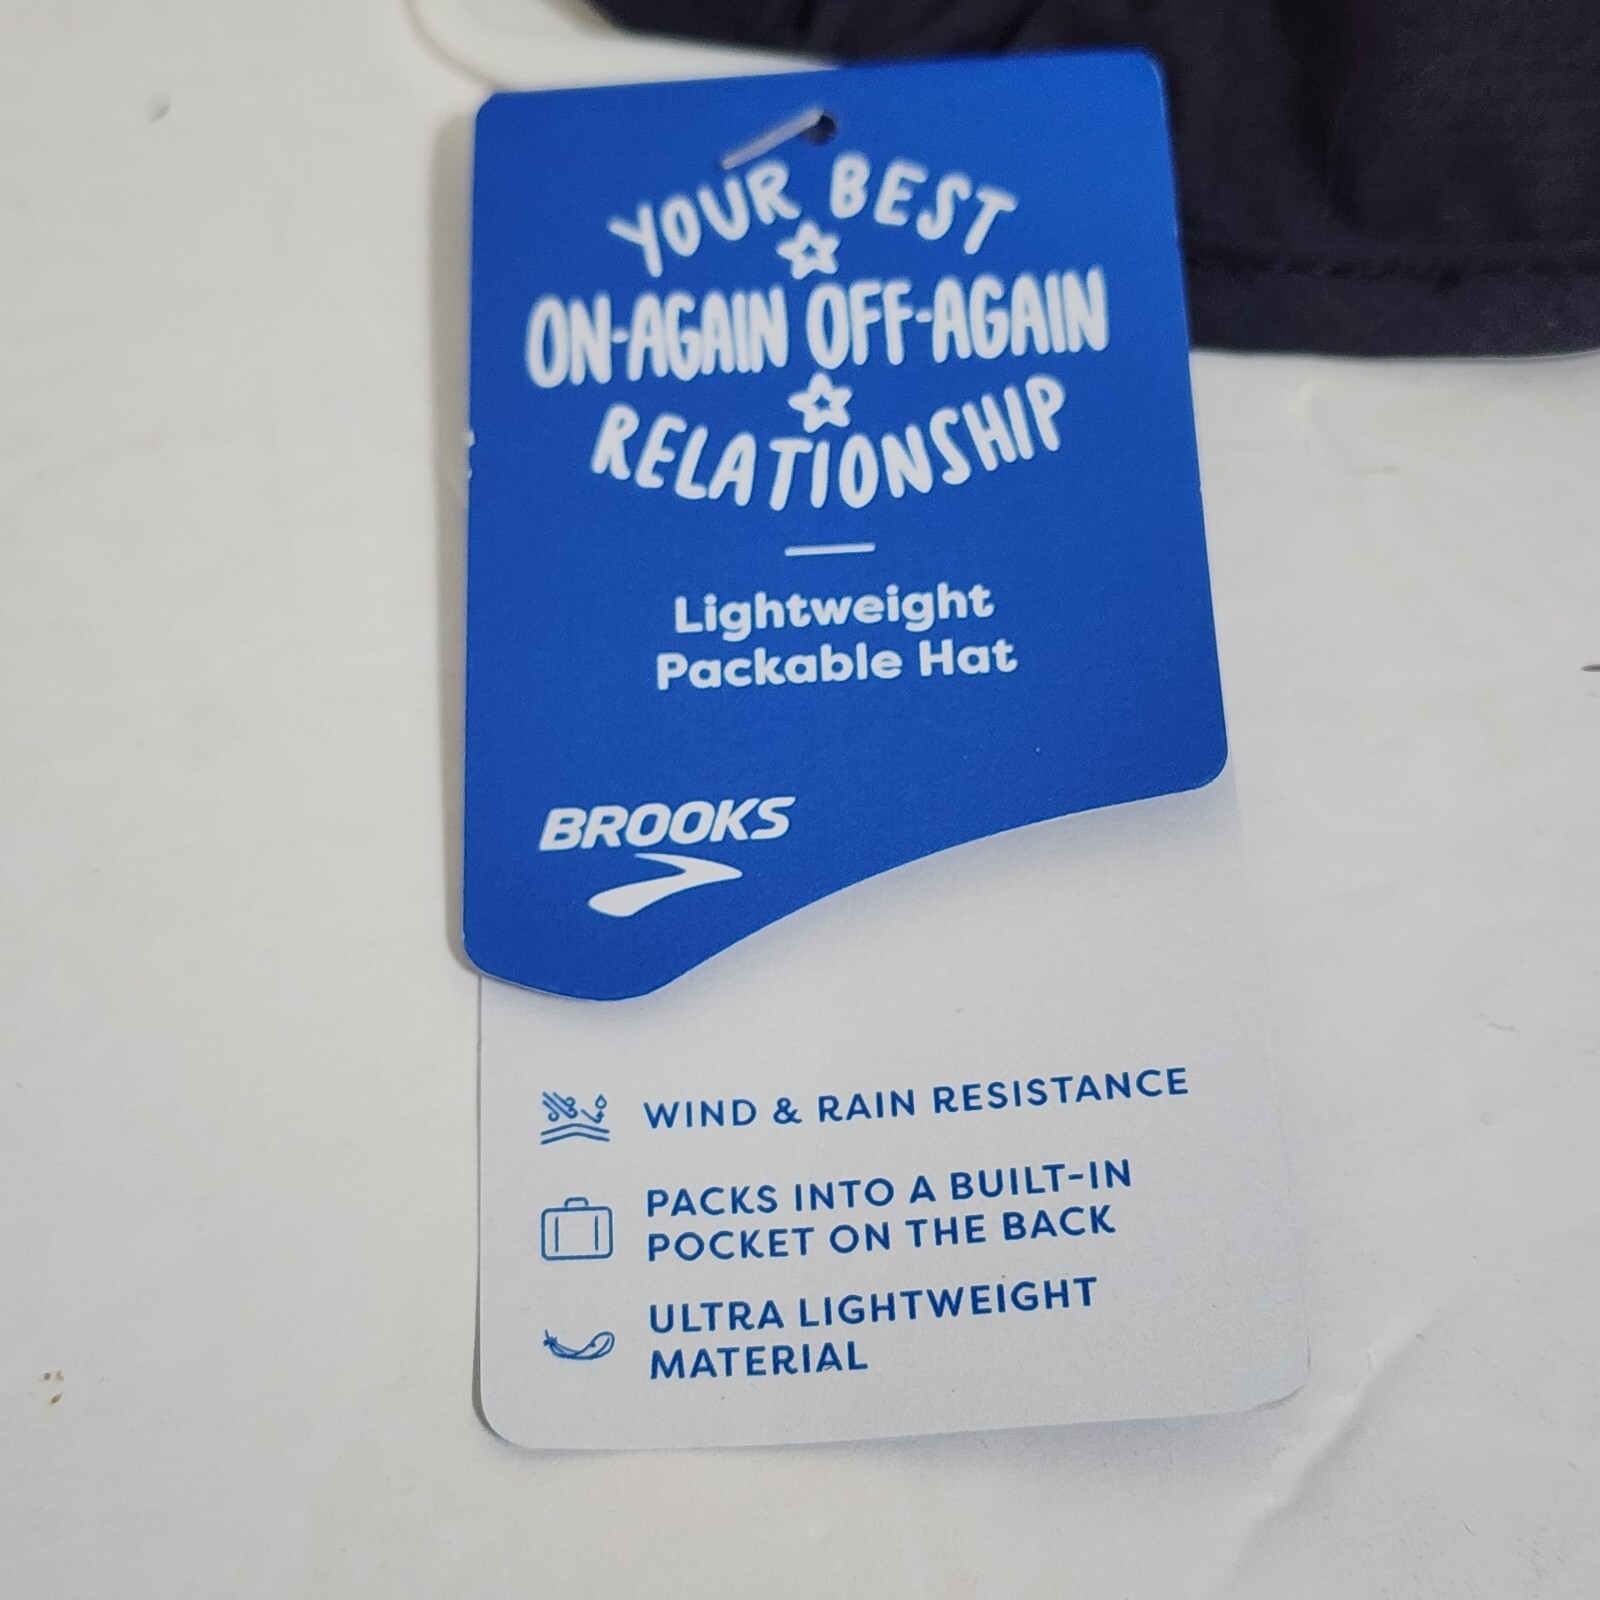 YOUR BEST
ON-AGAIN OFF-AGAIN
RELATIONSHIP
Lightweight
Packable Hat
BROOKS
WIND & RAIN RESISTANCE
PACKS INTO A BUILT-IN
POCKET ON THE BACK
ULTRA LIGHTWEIGHT
MATERIAL